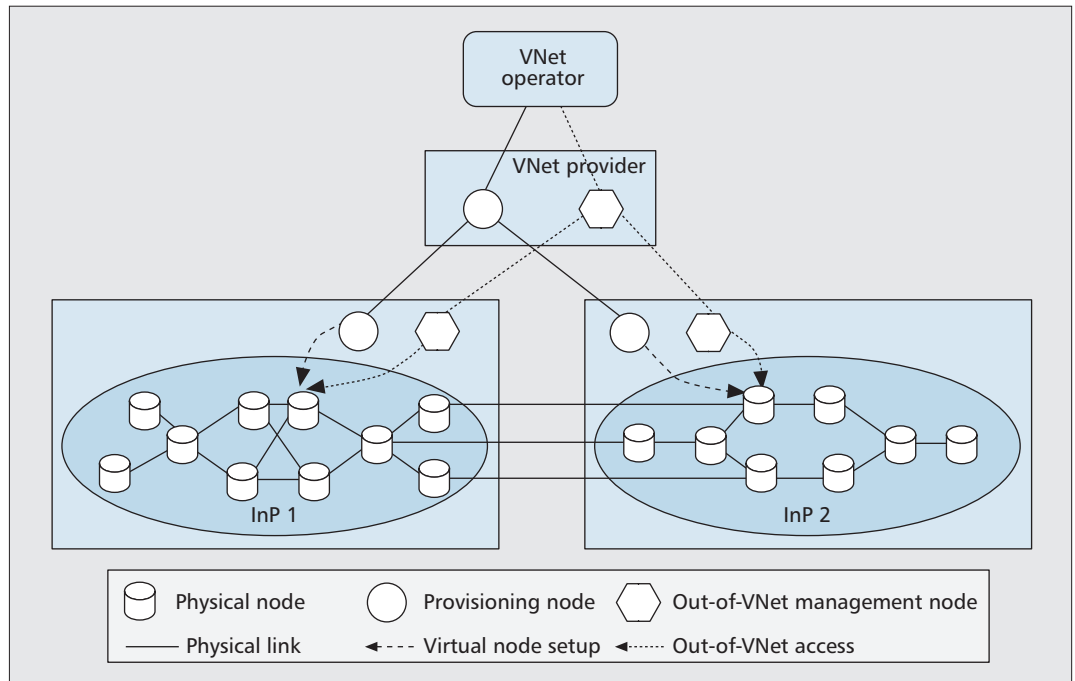 VNet
operator
VNet provider
InP 1
InP 2
Physical node
Provisioning node
Out-of-VNet management node
Physical link
Virtual node setup
Out-of-VNet access